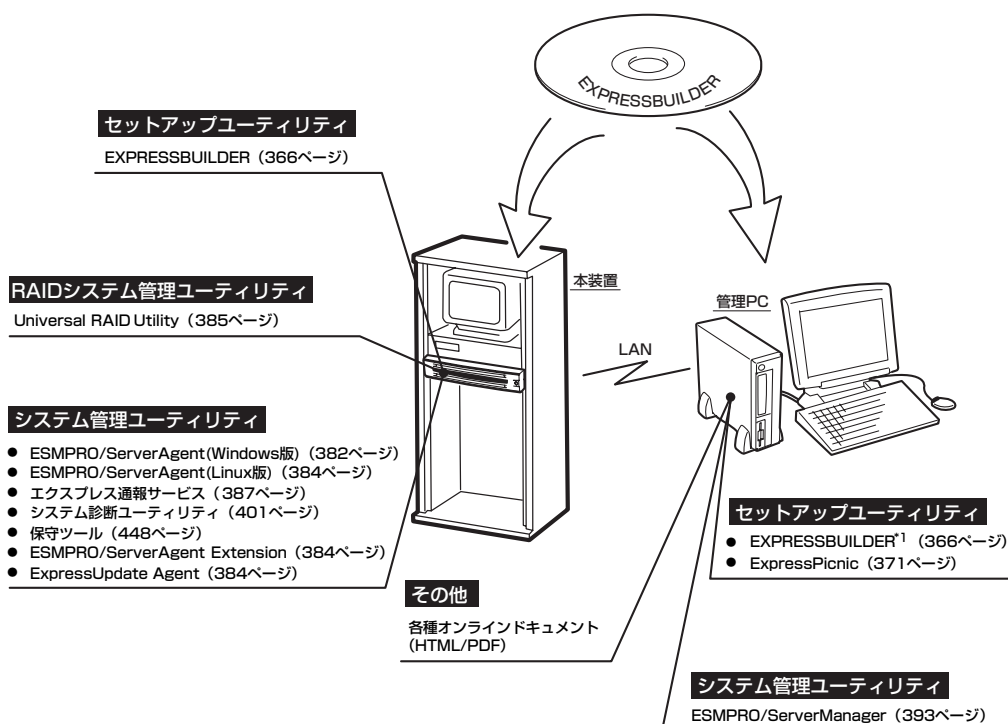 EXPRESSBUILDER
セットアップユーティリティ
EXPRESSBUILDER（366ページ）
RAIDシステム管理ユーティリティ
Universal RAID Utility（385ページ）
システム管理ユーティリティ
● ESMPRO/ServerAgent(Windows版)（382ページ）
● ESMPRO/ServerAgent(Linux版)（384ページ）
● エクスプレス通報サービス（387ページ）
● システム診断ユーティリティ（401ページ）
● 保守ツール（448ページ）
● ESMPRO/ServerAgent Extension（384ページ）
● ExpressUpdate Agent（384ページ）
本装置
LAN
管理PC
その他
各種オンラインドキュメント
(HTML/PDF)
セットアップユーティリティ
● EXPRESSBUILDER*1（366ページ）
● ExpressPicnic（371ページ）
システム管理ユーティリティ
ESMPRO/ServerManager（393ページ）